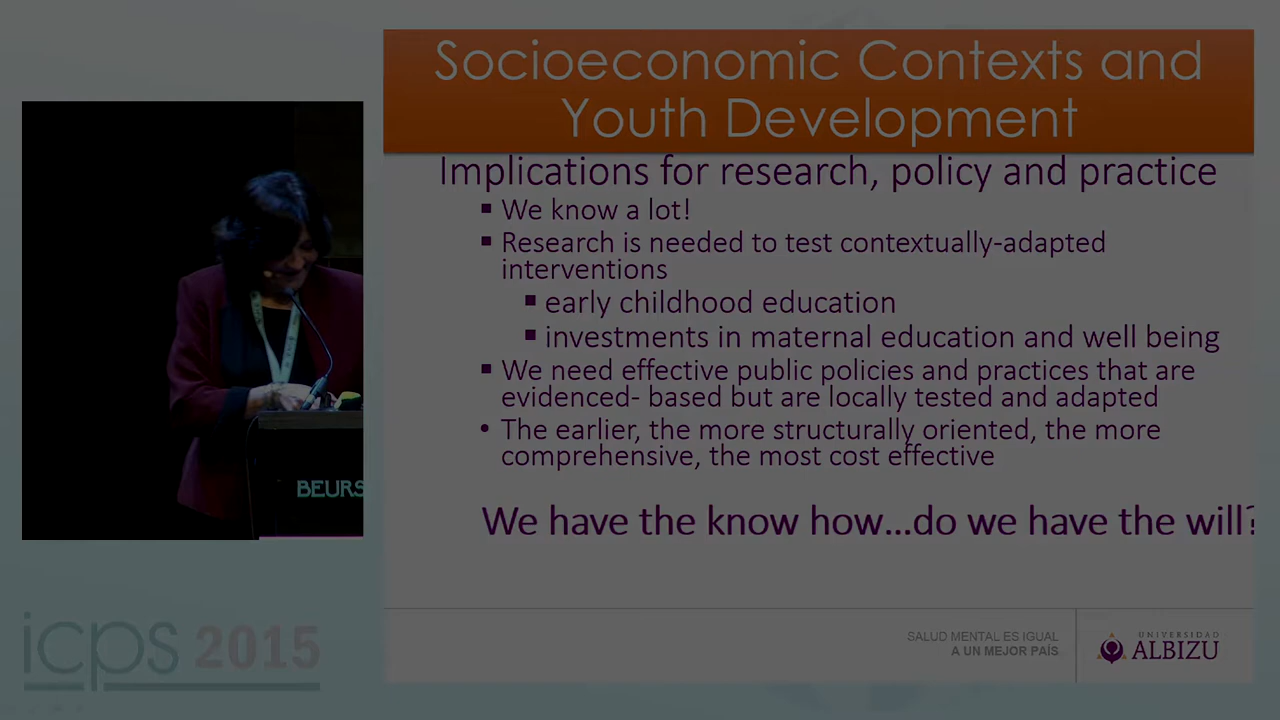 Socioeconomic Contexts and
Youth Development
Implications for research, policy and practice
▪ We know a lot!
▪ Research is needed to test contextually-adapted
interventions
▪ early childhood education
▪ investments in maternal education and well being
▪ We need effective public policies and practices that are
evidenced- based but are locally tested and adapted
• The earlier, the more structurally oriented, the more
comprehensive, the most cost effective
We have the know how...do we have the will?
BEURS
icps 2015
SALUD MENTAL ES IGUAL
A UN MEJOR PAÍS
UNIVERSIDAD
ALBIZU